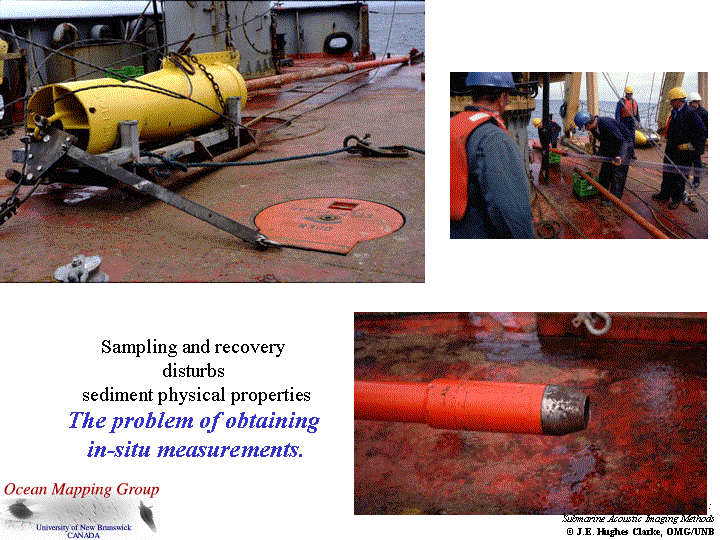 Sampling and recovery
disturbs
sediment physical properties
The problem of obtaining
in-situ measurements.
Ocean Mapping Group
University of New Brunswick
CANADA
:
Submarine Acoustic Imaging Methods
© J.E. Hughes Clarke, OMG/UNB